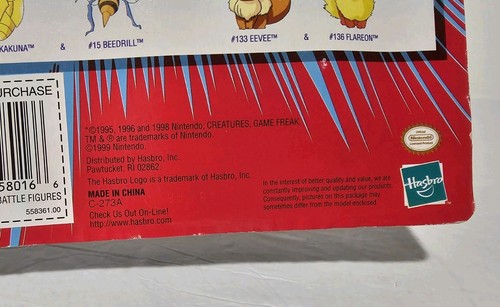 KAKUNA™ & #15 BEEDRILL™ #133 EEVEE™ & #136 FLAREON™
URCHASE
58016 6
BATTLE FIGURES
558361.00
*©1995, 1996 and 1998 Nintendo, CREATURES, GAME FREAK
TM & ® are trademarks of Nintendo.
©1999 Nintendo.
Distributed by Hasbro, Inc.
Pawtucket, RI 02862.
The Hasbro Logo is a trademark of Hasbro, Inc.
MADE IN CHINA
C-273A
Check Us Out On-Line!
http://www.hasbro.com
In the interest of better quality and value, we are
constantly improving and updating our products.
Consequently, pictures on this package may
sometimes differ from the model enclosed.
Nintendo
Hasbro